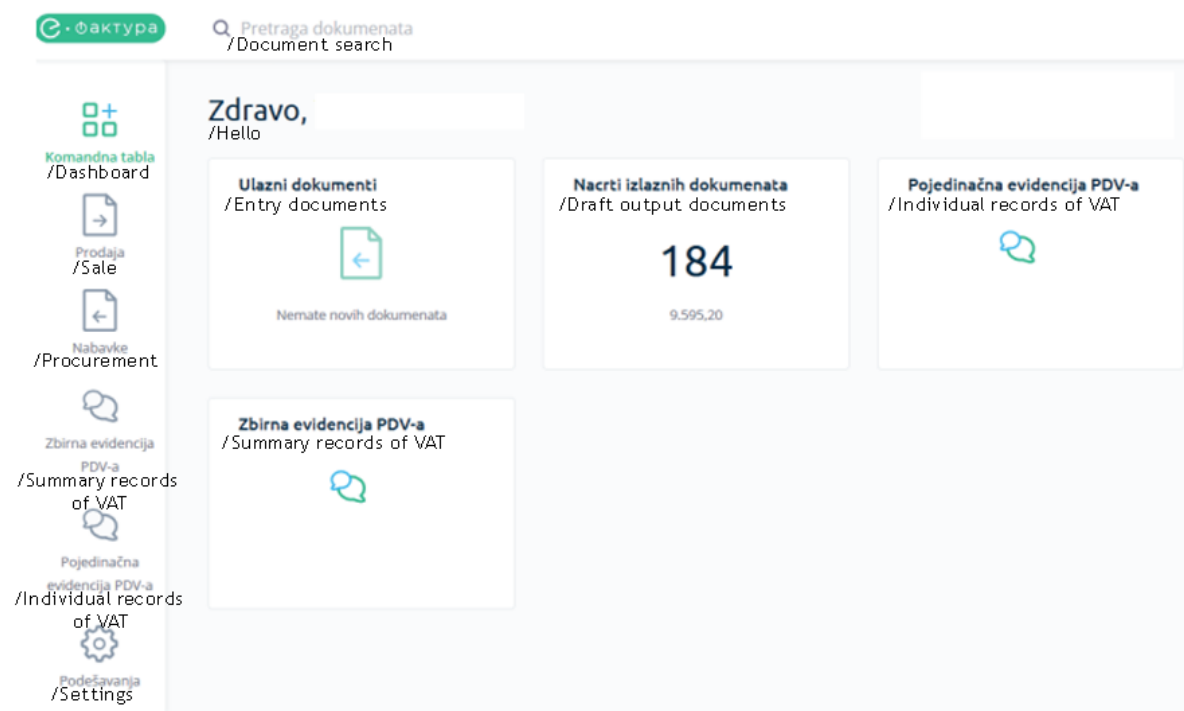 е·Фактура
Pretraga dokumenata
/Document search
Zdravo,
/Hello
Komandna tabla
/Dashboard
Prodaja
/Sale
Nabavke
/Procurement
Zbirna evidencija
PDV-a
/Summary records
of VAT
Pojedinačna
evidencija PDV-a
/Individual records
of VAT
Podešavanja
/Settings
Ulazni dokumenti
/Entry documents
Nemate novih dokumenata
Nacrti izlaznih dokumenata
/Draft output documents
184
9.595,20
Pojedinačna evidencija PDV-a
/Individual records of VAT
Zbirna evidencija PDV-a
/Summary records of VAT